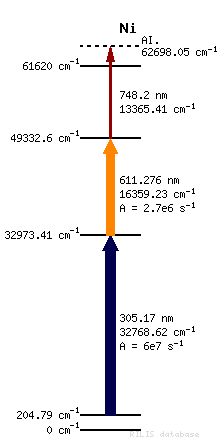 Ni
AI.
62698.05 cm⁻¹
61620 cm⁻¹
748.2 nm
13365.41 cm⁻¹
49332.6 cm⁻¹
611.276 nm
16359.23 cm⁻¹
A = 2.7e6 s⁻¹
32973.41 cm⁻¹
305.17 nm
32768.62 cm⁻¹
A = 6e7 s⁻¹
204.79 cm⁻¹
0 cm⁻¹
RILIS database